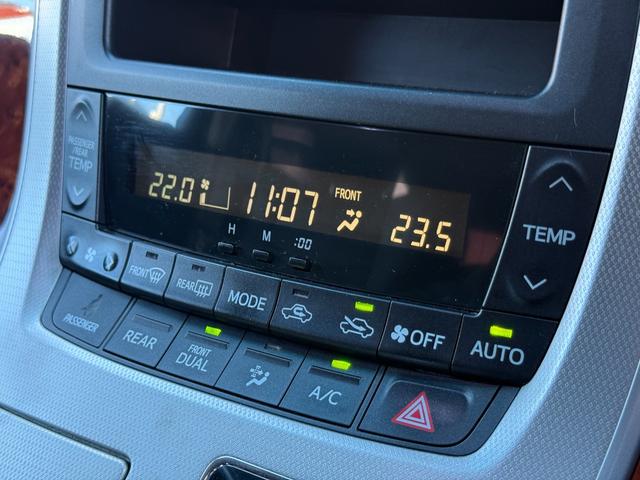 PASSENGER
/REAR
TEMP
22.0 11:07 FRONT 23.5
H M :00
TEMP
FRONT REAR MODE OFF AUTO
PASSENGER REAR FRONT DUAL A/C